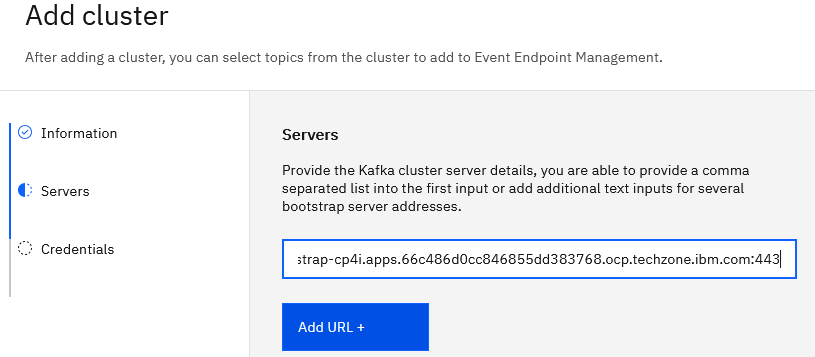 Add cluster
After adding a cluster, you can select topics from the cluster to add to Event Endpoint Management.
Information
Servers
Credentials
Servers
Provide the Kafka cluster server details, you are able to provide a comma
separated list into the first input or add additional text inputs for several
bootstrap server addresses.
strap-cp4i.apps.66c486d0cc846855dd383768.ocp.techzone.ibm.com:443
Add URL +